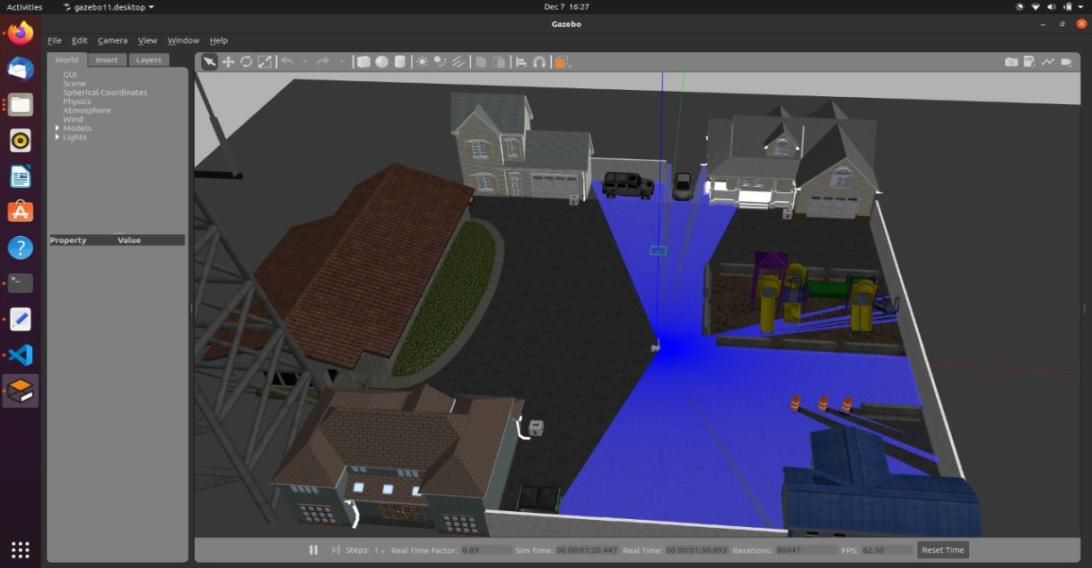 Activities gazebo11.desktop Dec 7 16:27
Gazebo
File Edit Camera View Window Help
World Insert Layers
GUI
Scene
Spherical Coordinates
Physics
Atmosphere
Wind
Models
Lights
Property Value
Steps: 1 Real Time Factor: 0.89 Sim Time: 00 00:01:20.447 Real Time: 00 00:01:30.893 Iterations: 80447 FPS: 62.30 Reset Time